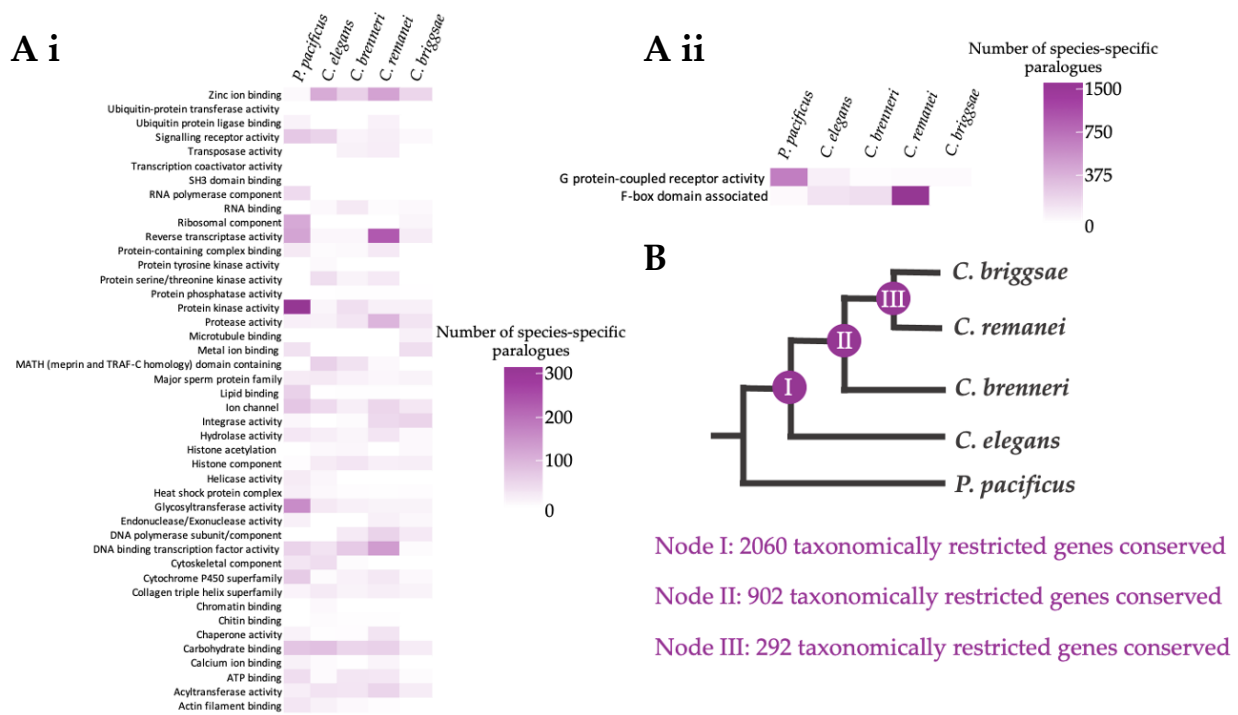 A i
P. pacificus
C. elegans
C. brenneri
C. remanei
C. briggsae
Zinc ion binding
Ubiquitin-protein transferase activity
Ubiquitin protein ligase binding
Signalling receptor activity
Transposase activity
Transcription coactivator activity
SH3 domain binding
RNA polymerase component
RNA binding
Ribosomal component
Reverse transcriptase activity
Protein-containing complex binding
Protein tyrosine kinase activity
Protein serine/threonine kinase activity
Protein phosphatase activity
Protein kinase activity
Protease activity
Microtubule binding
Metal ion binding
MATH (meprin and TRAF-C homology) domain containing
Major sperm protein family
Lipid binding
Ion channel
Integrase activity
Hydrolase activity
Histone acetylation
Histone component
Helicase activity
Heat shock protein complex
Glycosyltransferase activity
Endonuclease/Exonuclease activity
DNA polymerase subunit/component
DNA binding transcription factor activity
Cytoskeletal component
Cytochrome P450 superfamily
Collagen triple helix superfamily
Chromatin binding
Chitin binding
Chaperone activity
Carbohydrate binding
Calcium ion binding
ATP binding
Acyltransferase activity
Actin filament binding
Number of species-specific
paralogues
300
200
100
0
A ii
P. pacificus
C. elegans
C. brenneri
C. remanei
C. briggsae
G protein-coupled receptor activity
F-box domain associated
Number of species-specific
paralogues
1500
750
375
0
B
I
II
III
C. briggsae
C. remanei
C. brenneri
C. elegans
P. pacificus
Node I: 2060 taxonomically restricted genes conserved
Node II: 902 taxonomically restricted genes conserved
Node III: 292 taxonomically restricted genes conserved